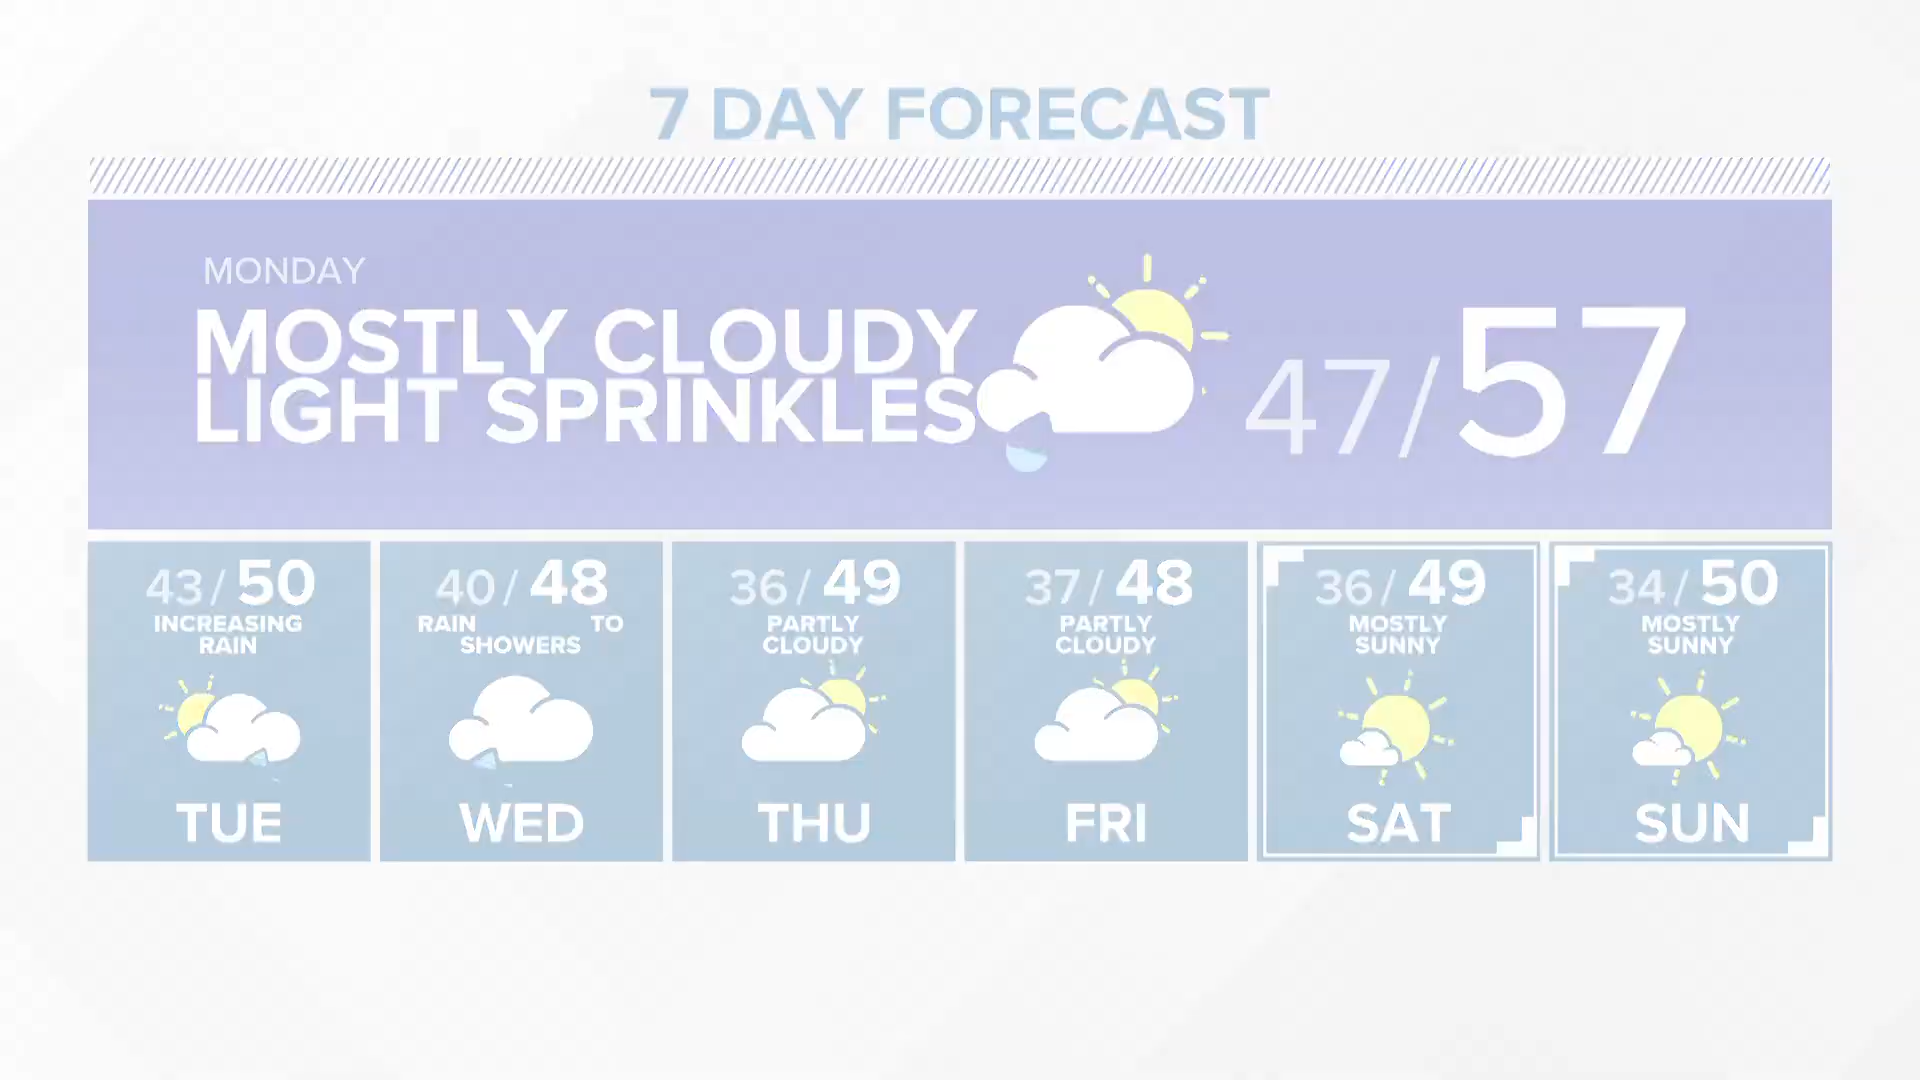 7 DAY FORECAST
MONDAY
MOSTLY CLOUDY
LIGHT SPRINKLES
47/57
43/50
INCREASING
RAIN
TUE
40/48
RAIN TO
SHOWERS
WED
36/49
PARTLY
CLOUDY
THU
37/48
PARTLY
CLOUDY
FRI
36/49
MOSTLY
SUNNY
SAT
34/50
MOSTLY
SUNNY
SUN